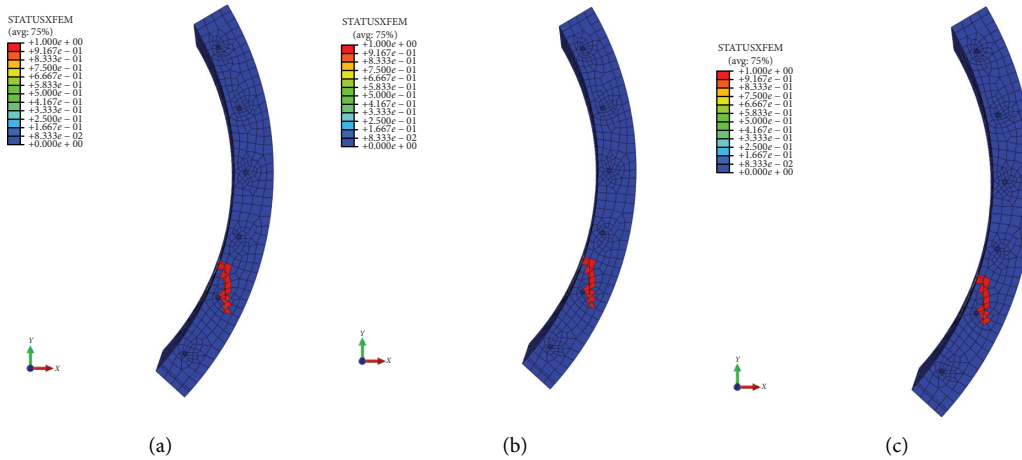 STATUSXFEM
(avg: 75%)
+1.000e + 00
+9.167e − 01
+8.333e − 01
+7.500e − 01
+6.667e − 01
+5.833e − 01
+5.000e − 01
+4.167e − 01
+3.333e − 01
+2.500e − 01
+1.667e − 01
+8.333e − 02
+0.000e + 00
Y
X
(a)
STATUSXFEM
(avg: 75%)
+1.000e + 00
+9.167e − 01
+8.333e − 01
+7.500e − 01
+6.667e − 01
+5.833e − 01
+5.000e − 01
+4.167e − 01
+3.333e − 01
+2.500e − 01
+1.667e − 01
+8.333e − 02
+0.000e + 00
Y
X
(b)
STATUSXFEM
(avg: 75%)
+1.000e + 00
+9.167e − 01
+8.333e − 01
+7.500e − 01
+6.667e − 01
+5.833e − 01
+5.000e − 01
+4.167e − 01
+3.333e − 01
+2.500e − 01
+1.667e − 01
+8.333e − 02
+0.000e + 00
Y
X
(c)